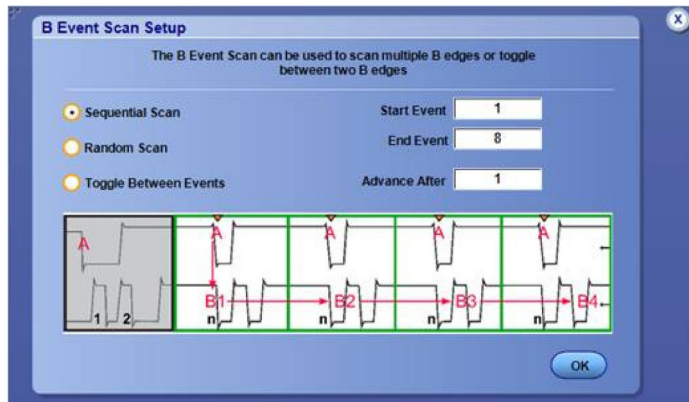 B Event Scan Setup
X
The B Event Scan can be used to scan multiple B edges or toggle
between two B edges
Sequential Scan
Start Event
1
End Event
8
Random Scan
Toggle Between Events
Advance After
1
A
A
A
A
A
B1
B2
B3
B4
1
2
n
n
n
n
OK